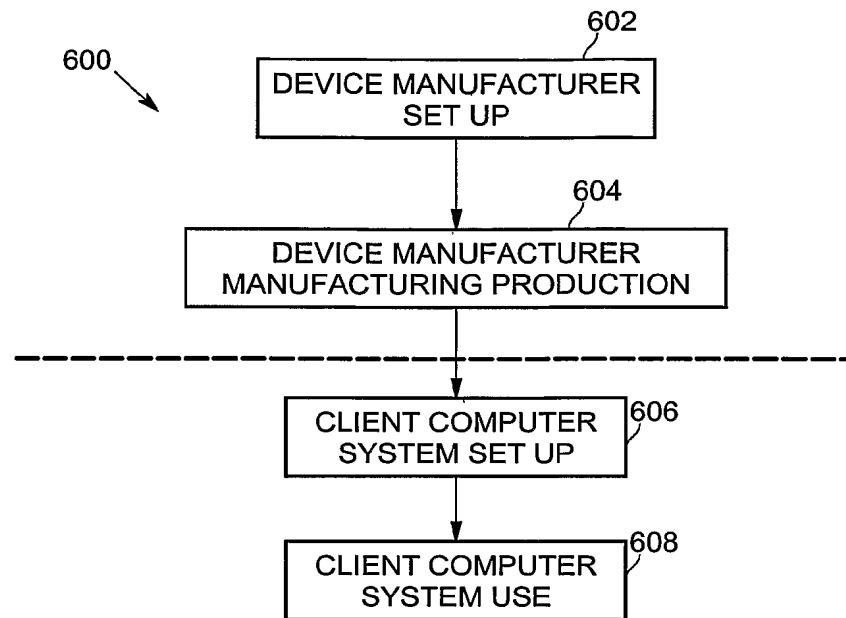 602
600
DEVICE MANUFACTURER
SET UP
604
DEVICE MANUFACTURER
MANUFACTURING PRODUCTION
606
CLIENT COMPUTER
SYSTEM SET UP
608
CLIENT COMPUTER
SYSTEM USE